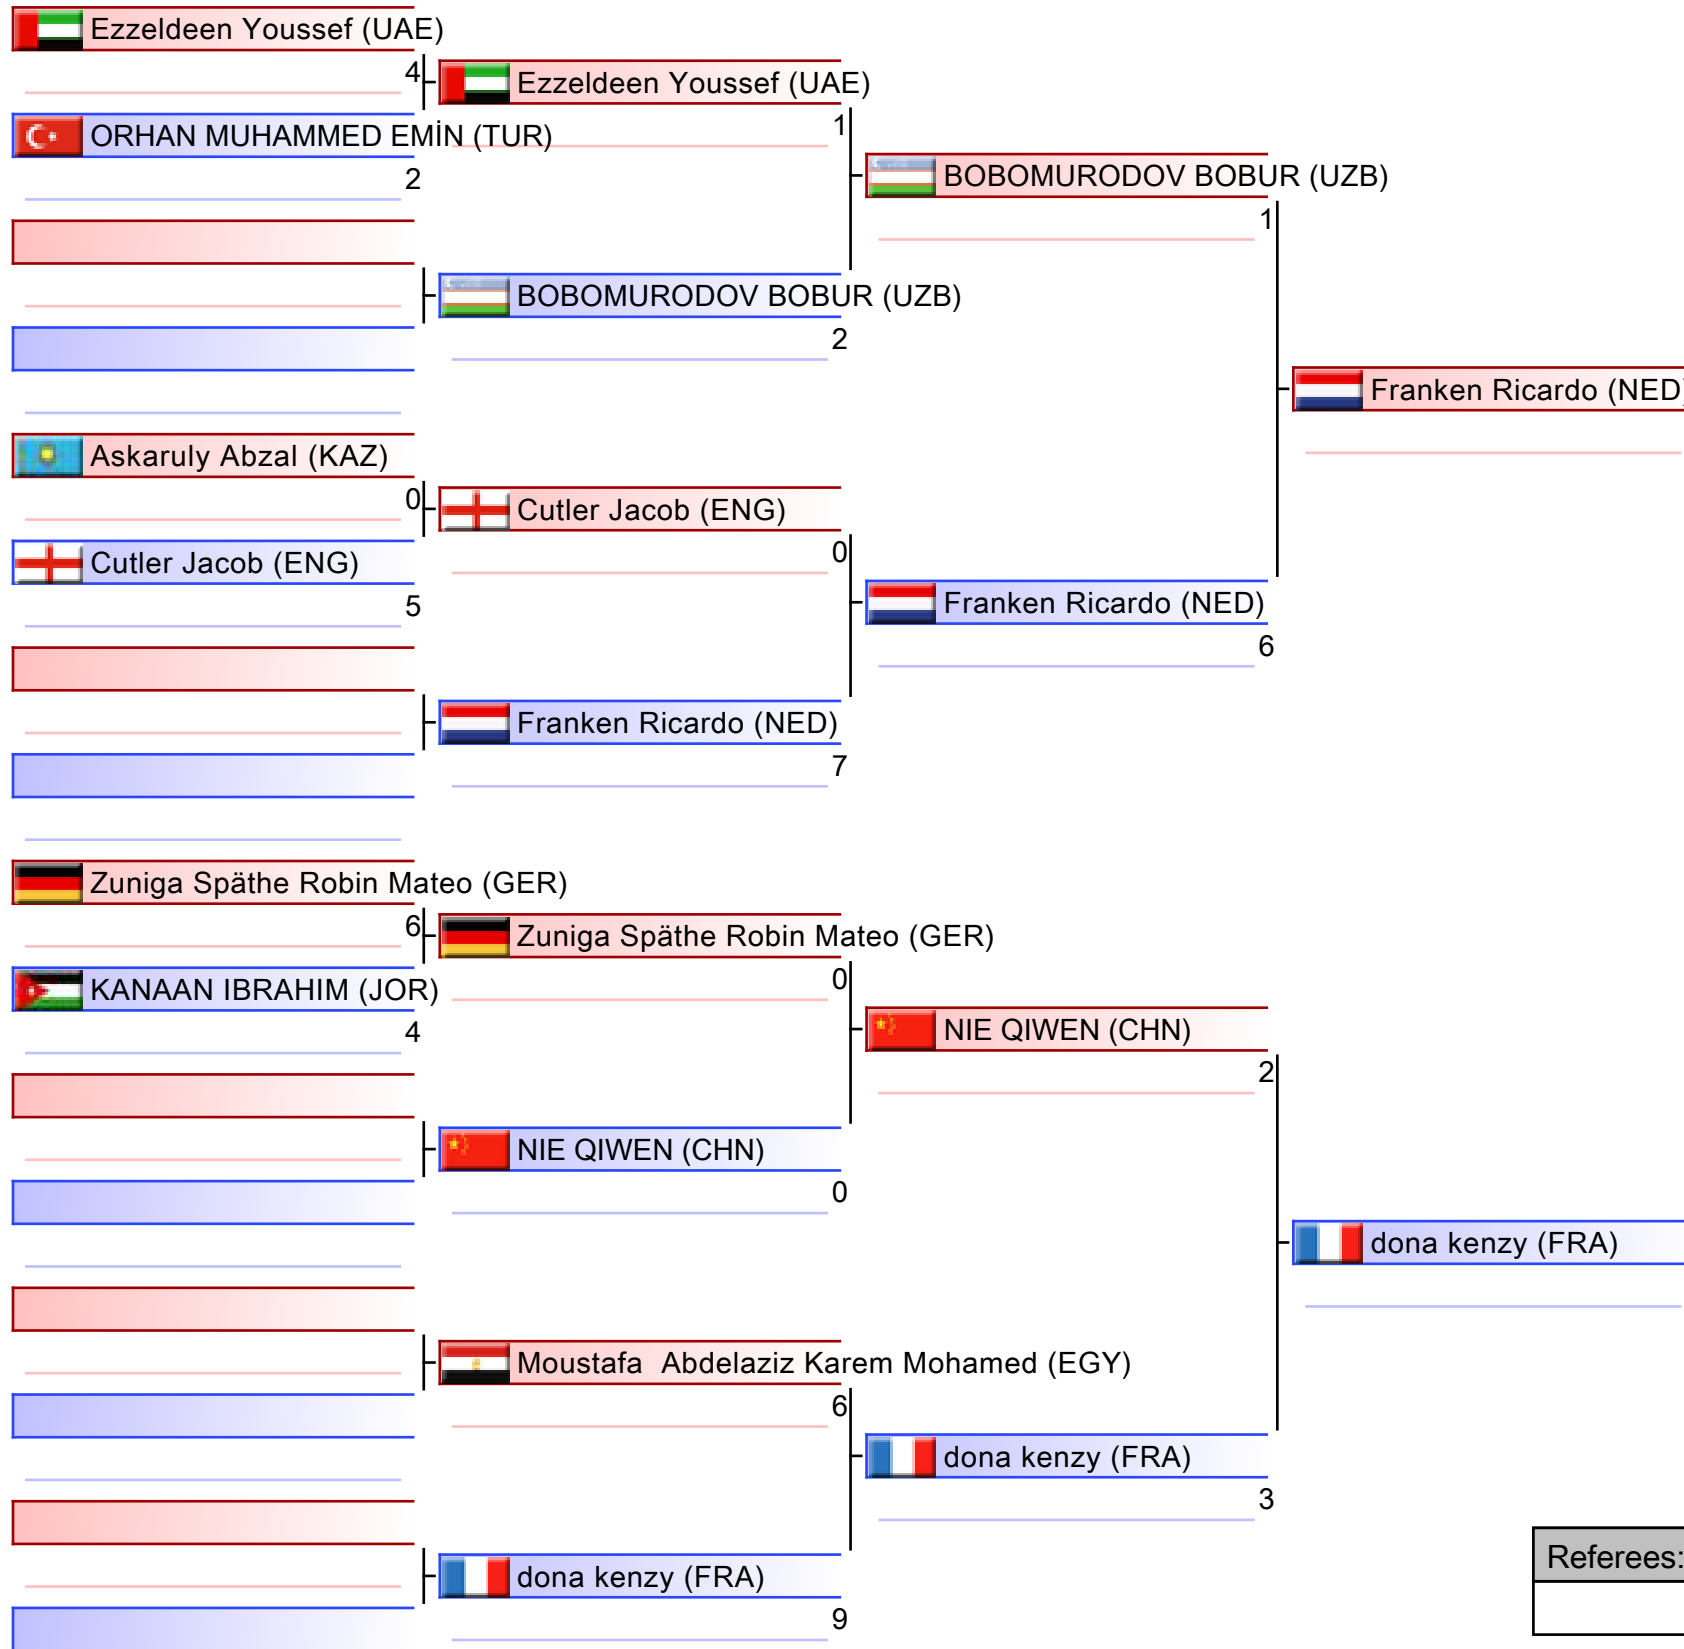 Ezzeldeen Youssef (UAE)
4
ORHAN MUHAMMED EMİN (TUR)
2
Askaruly Abzal (KAZ)
0
Cutler Jacob (ENG)
5
Zuniga Späthe Robin Mateo (GER)
6
KANAAN IBRAHIM (JOR)
4
Ezzeldeen Youssef (UAE)
1
BOBOMURODOV BOBUR (UZB)
2
Cutler Jacob (ENG)
0
Franken Ricardo (NED)
7
Zuniga Späthe Robin Mateo (GER)
0
NIE QIWEN (CHN)
0
Moustafa  Abdelaziz Karem Mohamed (EGY)
6
dona kenzy (FRA)
9
BOBOMURODOV BOBUR (UZB)
1
Franken Ricardo (NED)
6
NIE QIWEN (CHN)
2
dona kenzy (FRA)
3
Franken Ricardo (NED)
dona kenzy (FRA)
Referees: